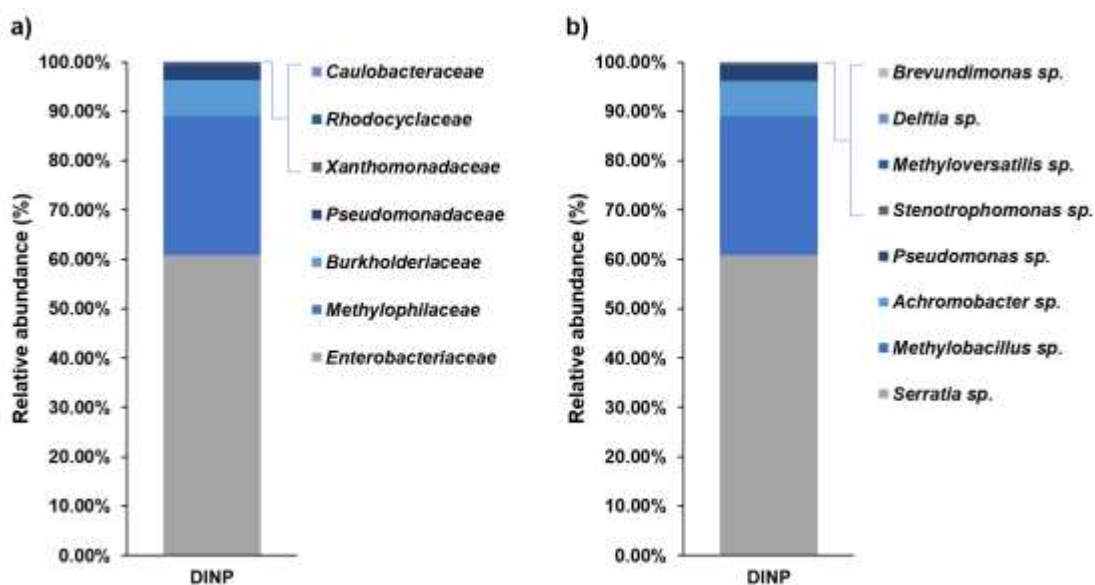 a)
100.00%
90.00%
80.00%
70.00%
60.00%
50.00%
40.00%
30.00%
20.00%
10.00%
0.00%
Relative abundance (%)
DINP
Caulobacteraceae
Rhodocyclaceae
Xanthomonadaceae
Pseudomonadaceae
Burkholderiaceae
Methylophilaceae
Enterobacteriaceae
b)
100.00%
90.00%
80.00%
70.00%
60.00%
50.00%
40.00%
30.00%
20.00%
10.00%
0.00%
Relative abundance (%)
DINP
Brevundimonas sp.
Delftia sp.
Methyloversatilis sp.
Stenotrophomonas sp.
Pseudomonas sp.
Achromobacter sp.
Methylobacillus sp.
Serratia sp.